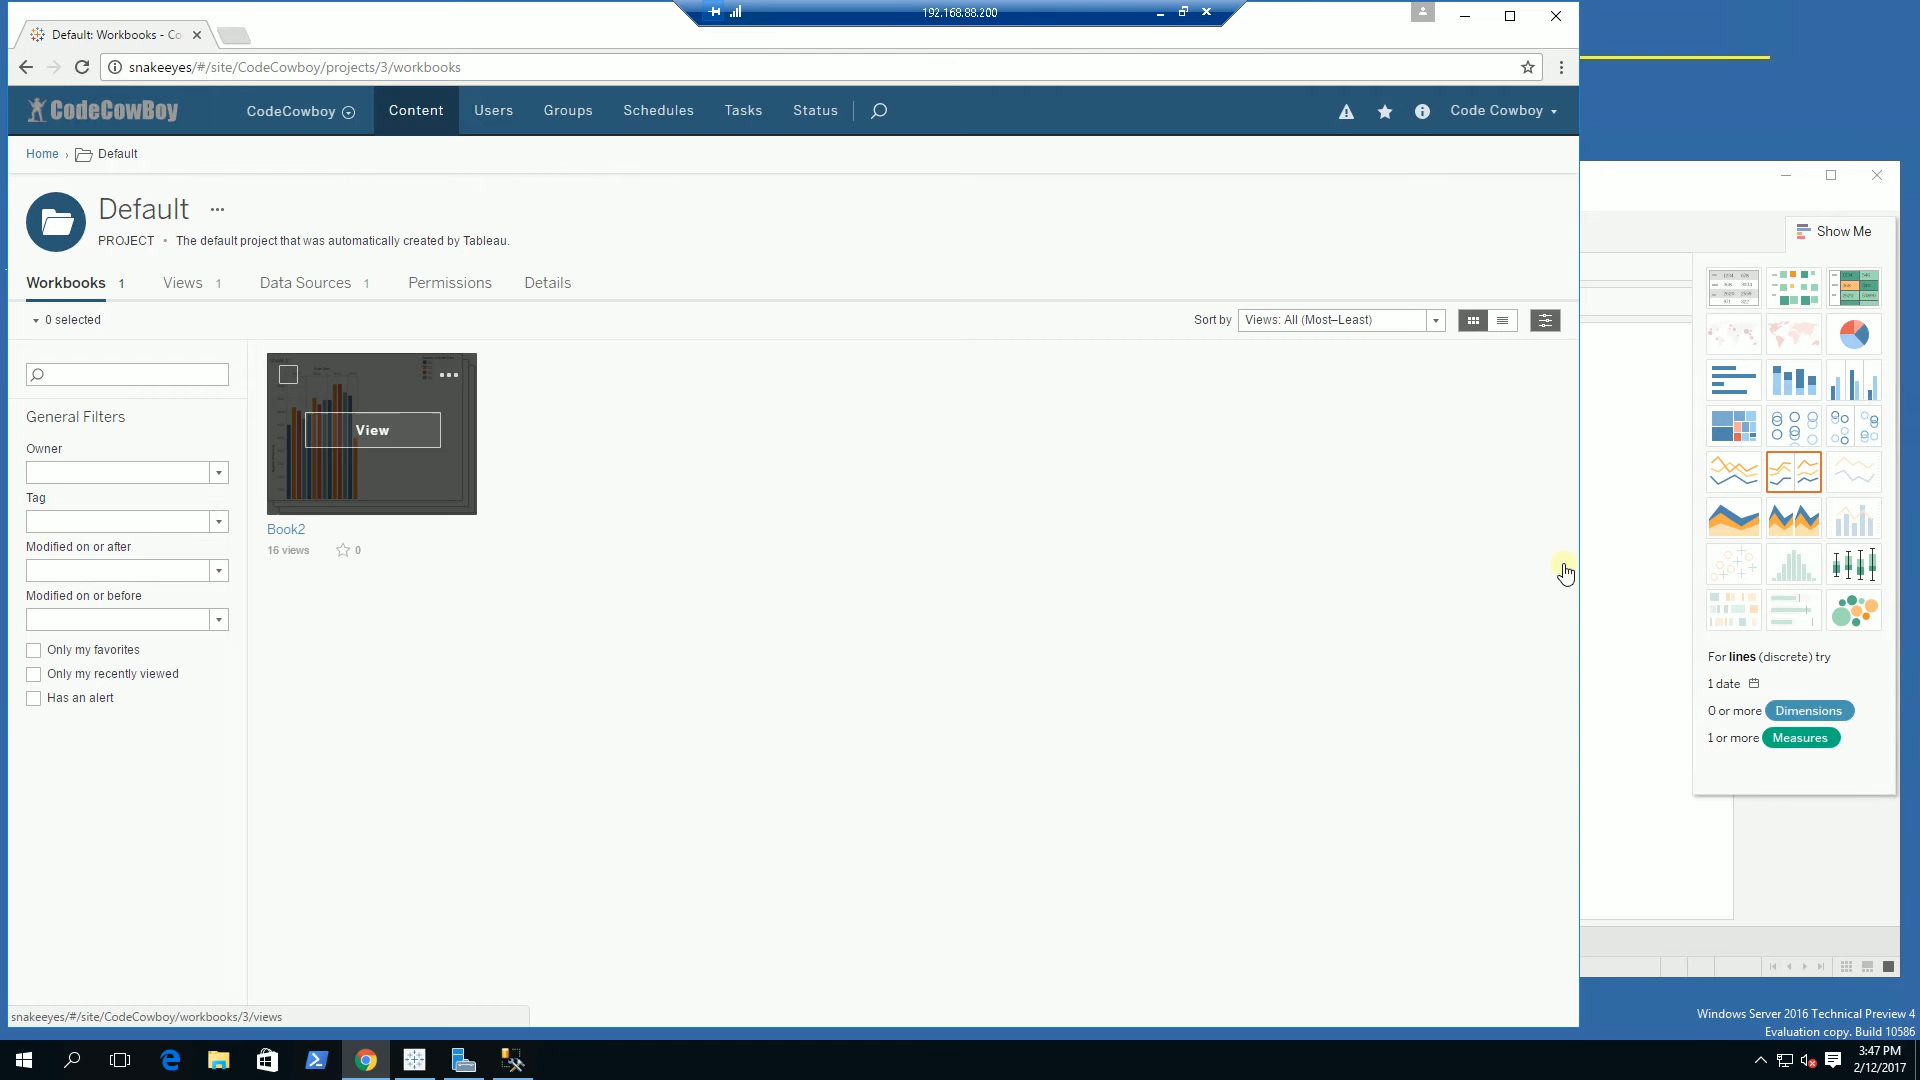 192.168.88.200
Default: Workbooks - Co
snakeeyes/#/site/CodeCowboy/projects/3/workbooks
CodeCowBoy
CodeCowboy
Content
Users
Groups
Schedules
Tasks
Status
Code Cowboy
Home › Default
Default ...
PROJECT • The default project that was automatically created by Tableau.
Workbooks 1
Views 1
Data Sources 1
Permissions
Details
0 selected
Sort by
Views: All (Most–Least)
General Filters
Owner
Tag
Modified on or after
Modified on or before
Only my favorites
Only my recently viewed
Has an alert
View
Book2
16 views
0
snakeeyes/#/site/CodeCowboy/workbooks/3/views
Show Me
For lines (discrete) try
1 date
0 or more Dimensions
1 or more Measures
Windows Server 2016 Technical Preview 4
Evaluation copy. Build 10586
3:47 PM
2/12/2017